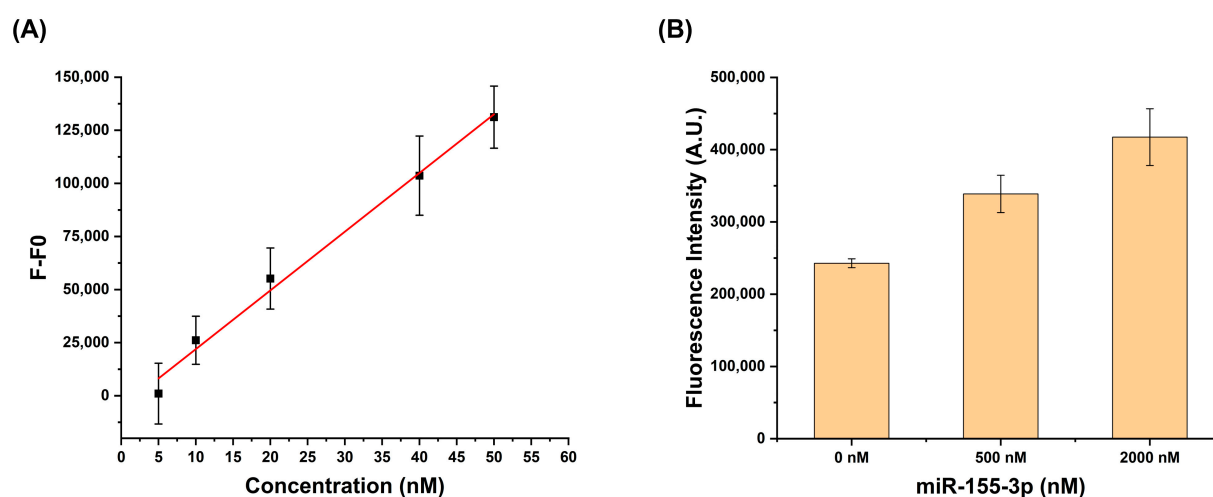 (A)
(B)
150,000
125,000
100,000
75,000
50,000
25,000
0
F-F0
0 5 10 15 20 25 30 35 40 45 50 55 60
Concentration (nM)
500,000
400,000
300,000
200,000
100,000
0
Fluorescence Intensity (A.U.)
0 nM 500 nM 2000 nM
miR-155-3p (nM)